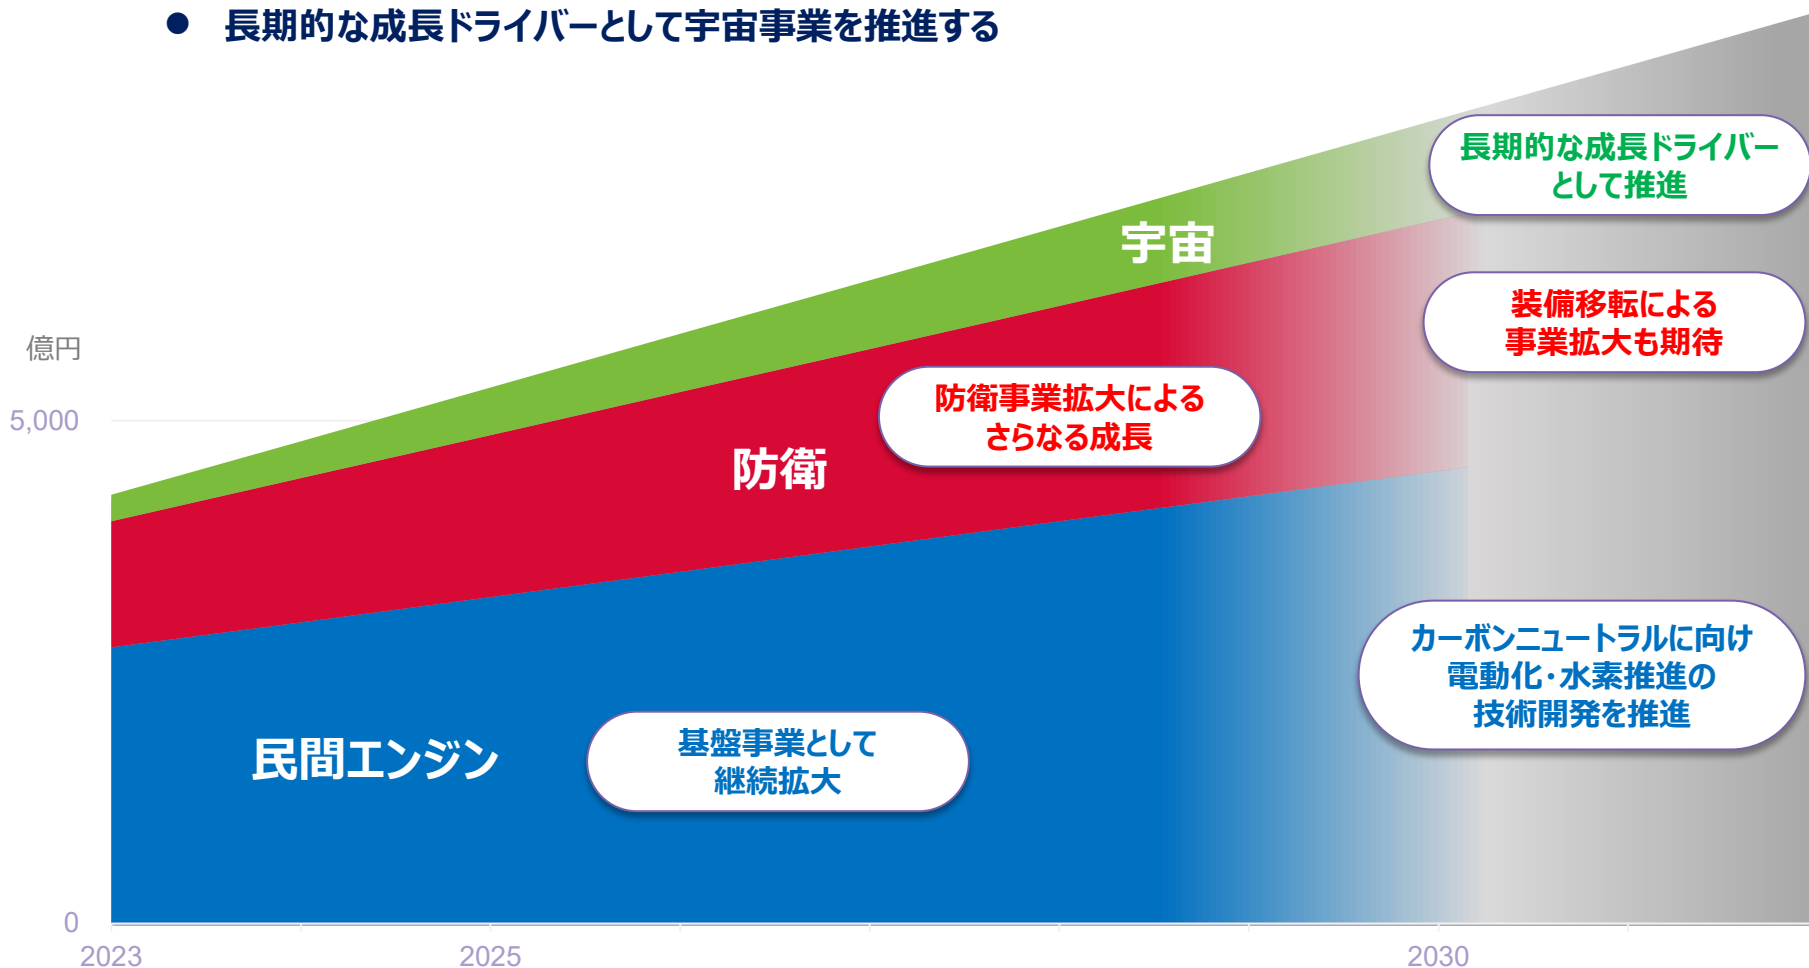 ● 長期的な成長ドライバーとして宇宙事業を推進する
長期的な成長ドライバー
として推進
宇宙
装備移転による
事業拡大も期待
億円
防衛事業拡大による
さらなる成長
5,000
防衛
カーボンニュートラルに向け
電動化・水素推進の
技術開発を推進
民間エンジン
基盤事業として
継続拡大
0
2023 2025 2030